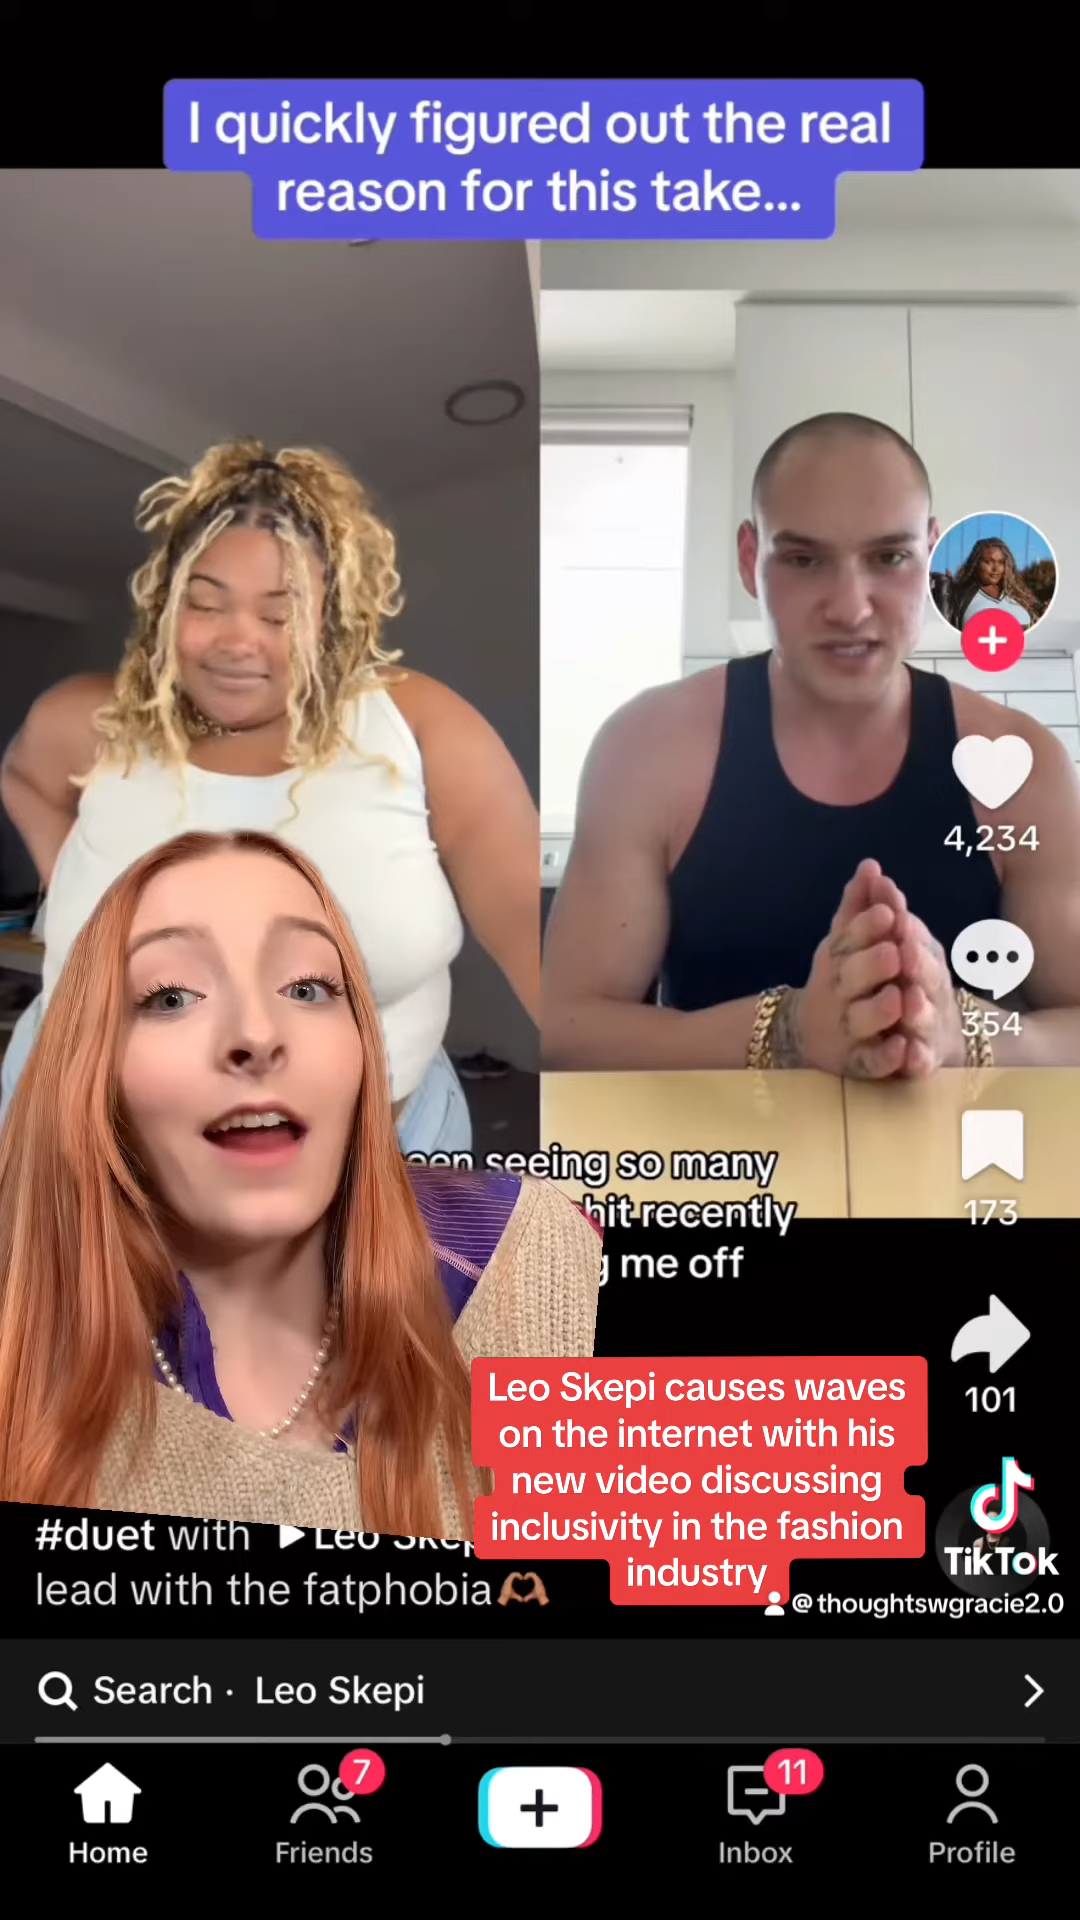 I quickly figured out the real
reason for this take...
4,234
354
seeing so many
recently
me off
173
101
Leo Skepi causes waves
on the internet with his
new video discussing
inclusivity in the fashion
industry
TikTok
@thoughtswgracie2.0
#duet with ▶Leo
lead with the fatphobia🫶🏽
Search · Leo Skepi
7
11
Home
Friends
Inbox
Profile